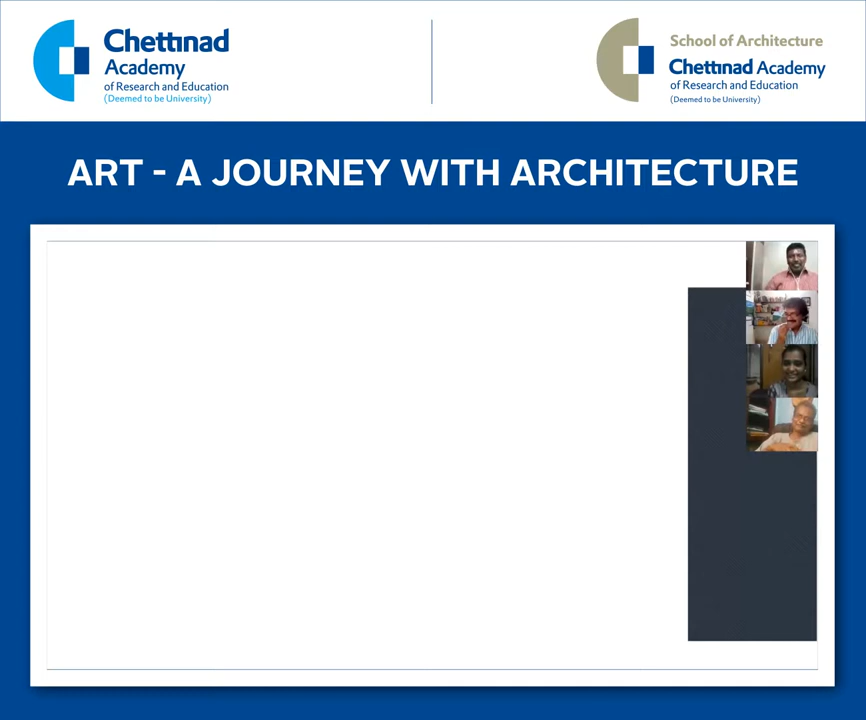 Chettinad
Academy
of Research and Education
(Deemed to be University)
School of Architecture
Chettinad Academy
of Research and Education
(Deemed to be University)
ART - A JOURNEY WITH ARCHITECTURE